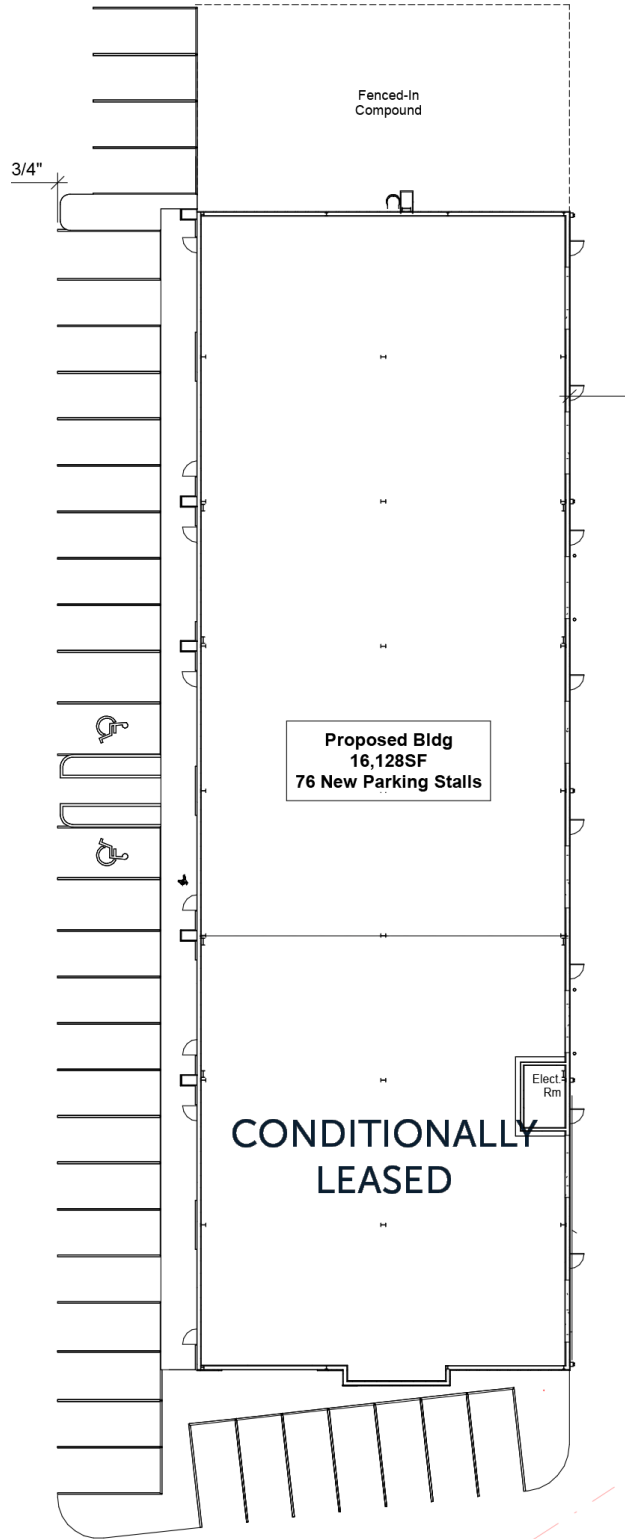 Fenced-In
Compound
3/4"
Proposed Bldg
16,128SF
76 New Parking Stalls
Elect.
Rm
CONDITIONALLY
LEASED